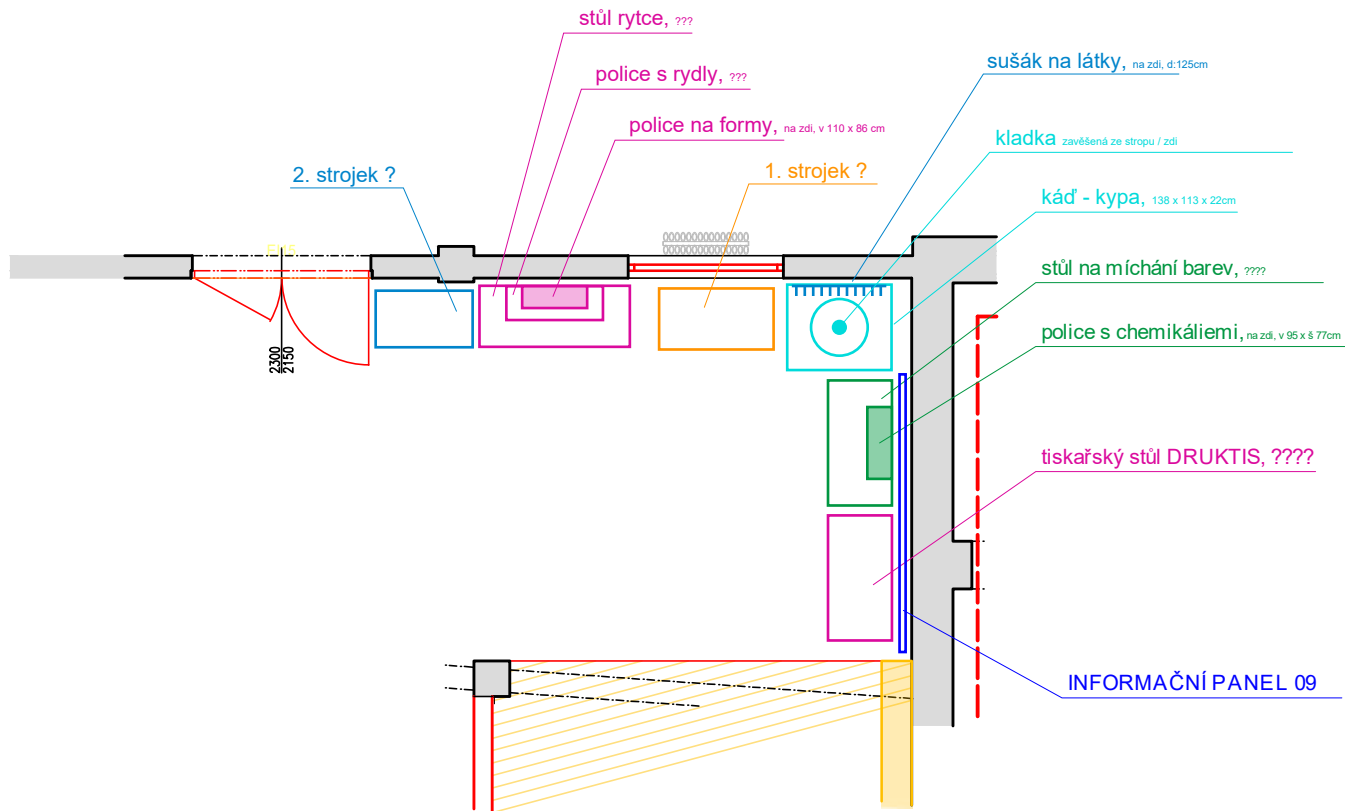 stůl rytce, ???
police s rydly, ???
police na formy, na zdi, v 110 x 86 cm
2. strojek ?
1. strojek ?
sušák na látky, na zdi, d:125cm
kladka zavěšená ze stropu / zdi
káď - kypa, 138 x 113 x 22cm
stůl na míchání barev, ????
police s chemikáliemi, na zdi, v 95 x š 77cm
tiskařský stůl DRUKTIS, ????
INFORMAČNÍ PANEL 09
2300
2150